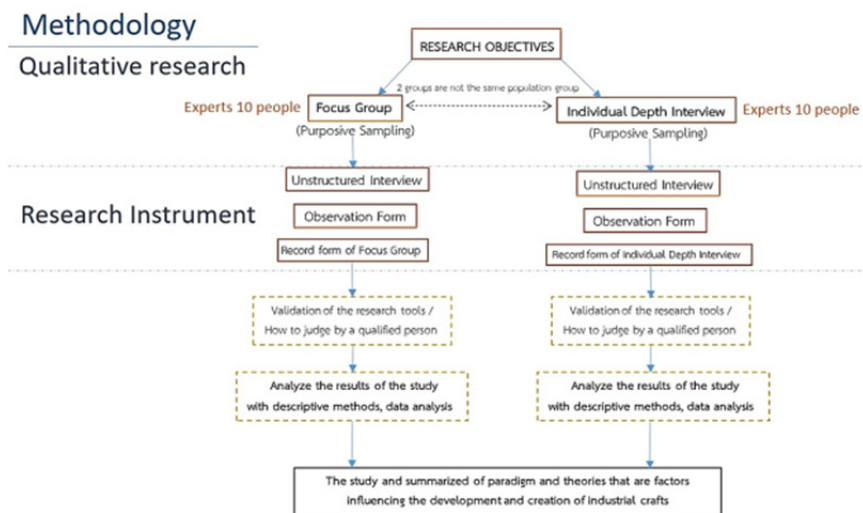 Methodology
Qualitative research
RESEARCH OBJECTIVES
2 groups are not the same population group
Experts 10 people
Focus Group
Individual Depth Interview
Experts 10 people
(Purposive Sampling)
(Purposive Sampling)
Research Instrument
Unstructured Interview
Observation Form
Record form of Focus Group
Unstructured Interview
Observation Form
Record form of Individual Depth Interview
Validation of the research tools /
How to judge by a qualified person
Validation of the research tools /
How to judge by a qualified person
Analyze the results of the study
with descriptive methods, data analysis
Analyze the results of the study
with descriptive methods, data analysis
The study and summarized of paradigm and theories that are factors
influencing the development and creation of industrial crafts